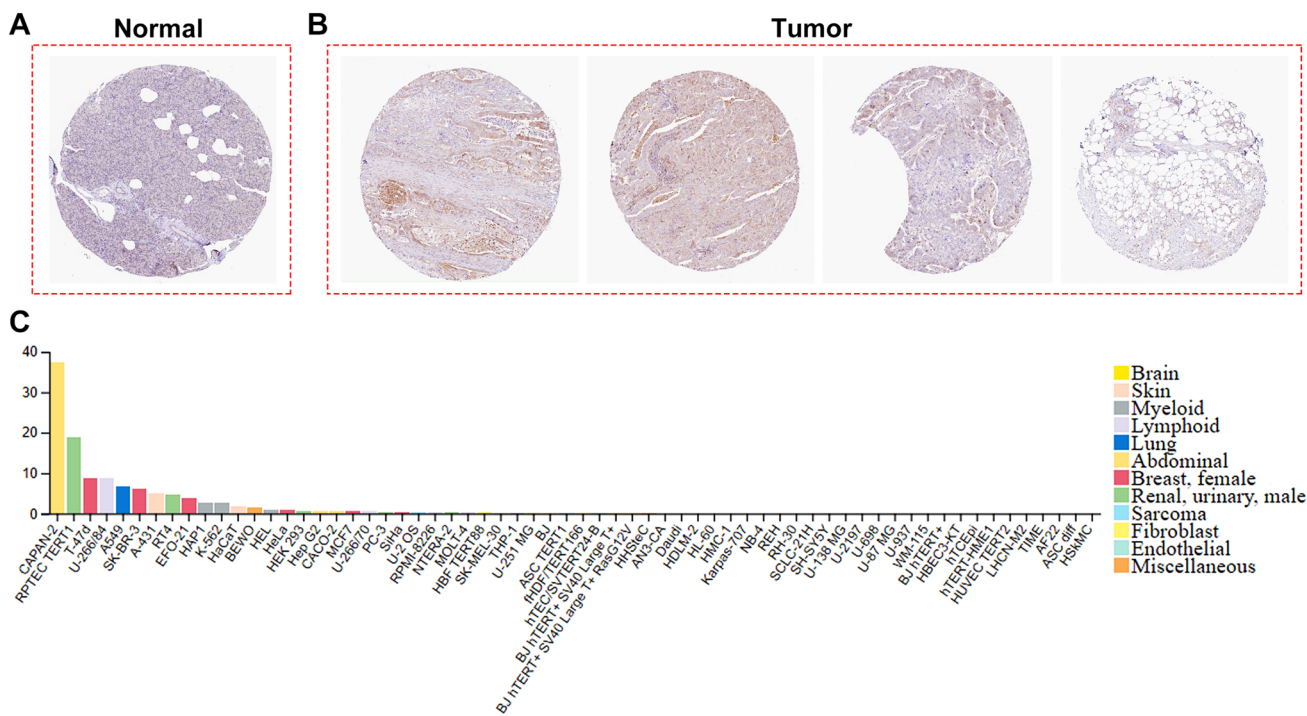 A
Normal
B
Tumor
C
40
30
20
10
0
CAPAN-2
RPTEC TERT1
T-47d
U-266/84
A549
SK-BR-3
A-431
RT4
EFO-21
HAP1
K-562
HaCaT
BEWO
HEL
HeLa
HEK 293
Hep G2
CACO-2
MCF7
U-266/70
PC-3
SiHa
U-2 OS
RPMI-8226
NTERA-2
MOLT-4
HBF TERT88
SK-MEL-30
THP-1
U-251 MG
BJ
ASC TERT1
fHDF/TERT166
hTEC/SVTERT24-B
BJ hTERT+ SV40 Large T+
BJ hTERT+ SV40 Large T+ RasG12V
HHSteC
AN3-CA
Daudi
HDLM-2
HL-60
HMC-1
Karpas-707
NB-4
REH
RH-30
SCLC-21H
SH-SY5Y
U-138 MG
U-2197
U-698
U-87 MG
U-937
WM-115
BJ hTERT+
HBEC3-KT
hTCEpi
hTERT-HME1
HUVEC TERT2
LHCN-M2
TIME
AF22
ASC diff
HSkMC
Brain
Skin
Myeloid
Lymphoid
Lung
Abdominal
Breast, female
Renal, urinary, male
Sarcoma
Fibroblast
Endothelial
Miscellaneous